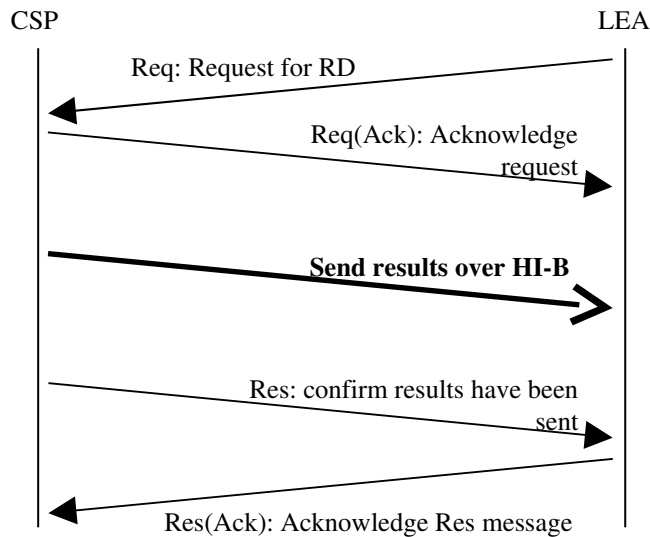 CSP
LEA
Req: Request for RD
Req(Ack): Acknowledge
request
Send results over HI-B
Res: confirm results have been
sent
Res(Ack): Acknowledge Res message